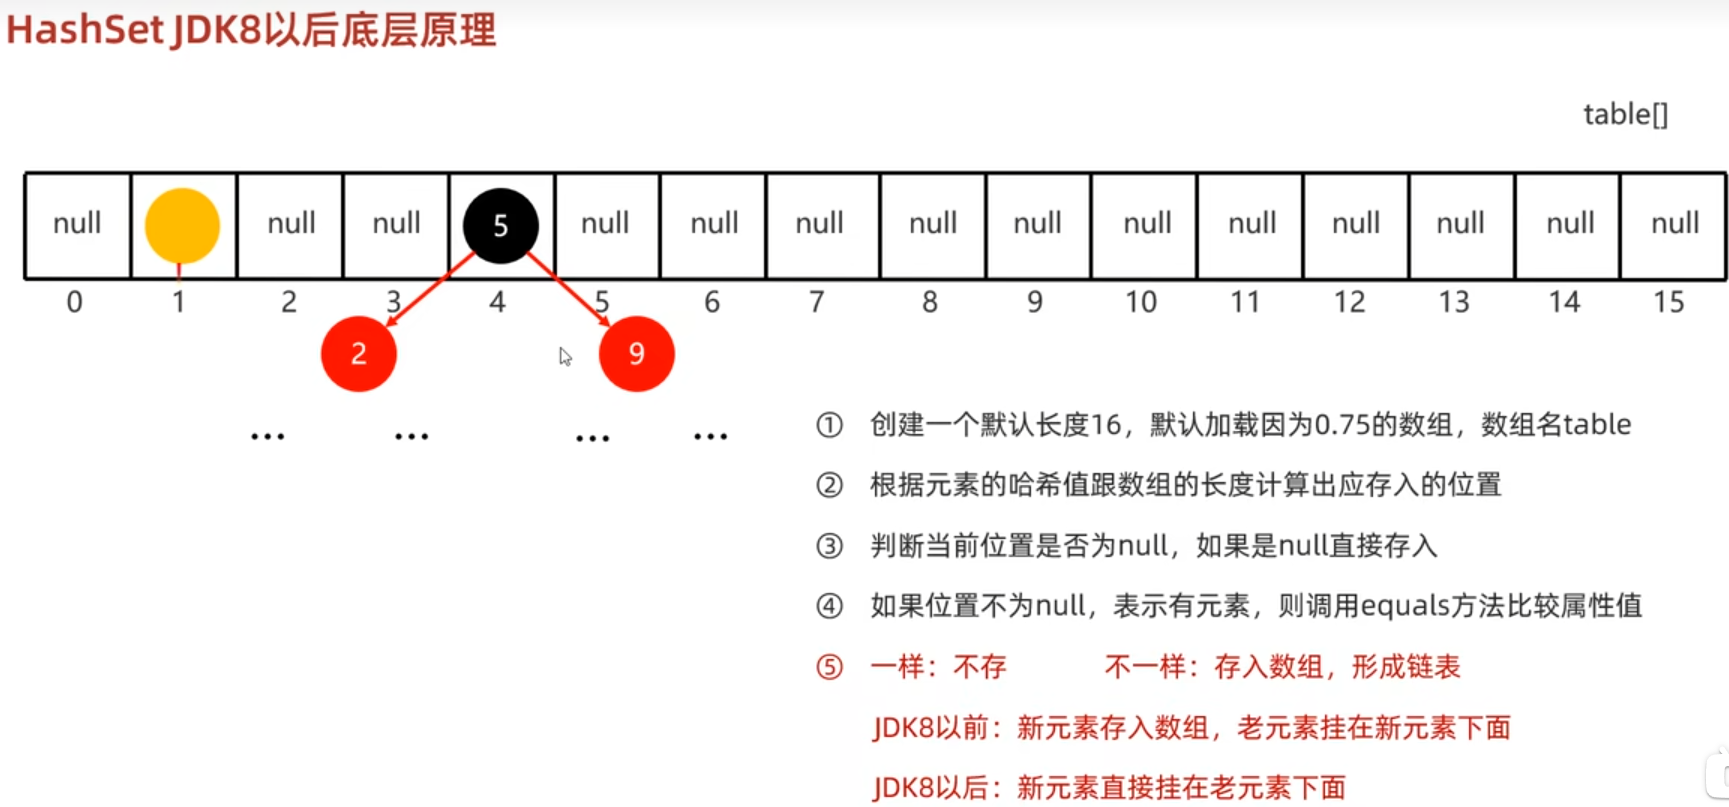 HashSet JDK8以后底层原理
table[]
null null null 5 null null null null null null null null null null null
0 1 2 3 4 5 6 7 8 9 10 11 12 13 14 15
2 9
... ... ... ...
① 创建一个默认长度16，默认加载因为0.75的数组，数组名table
② 根据元素的哈希值跟数组的长度计算出应存入的位置
③ 判断当前位置是否为null，如果是null直接存入
④ 如果位置不为null，表示有元素，则调用equals方法比较属性值
⑤ 一样：不存 不一样：存入数组，形成链表
JDK8以前：新元素存入数组，老元素挂在新元素下面
JDK8以后：新元素直接挂在老元素下面